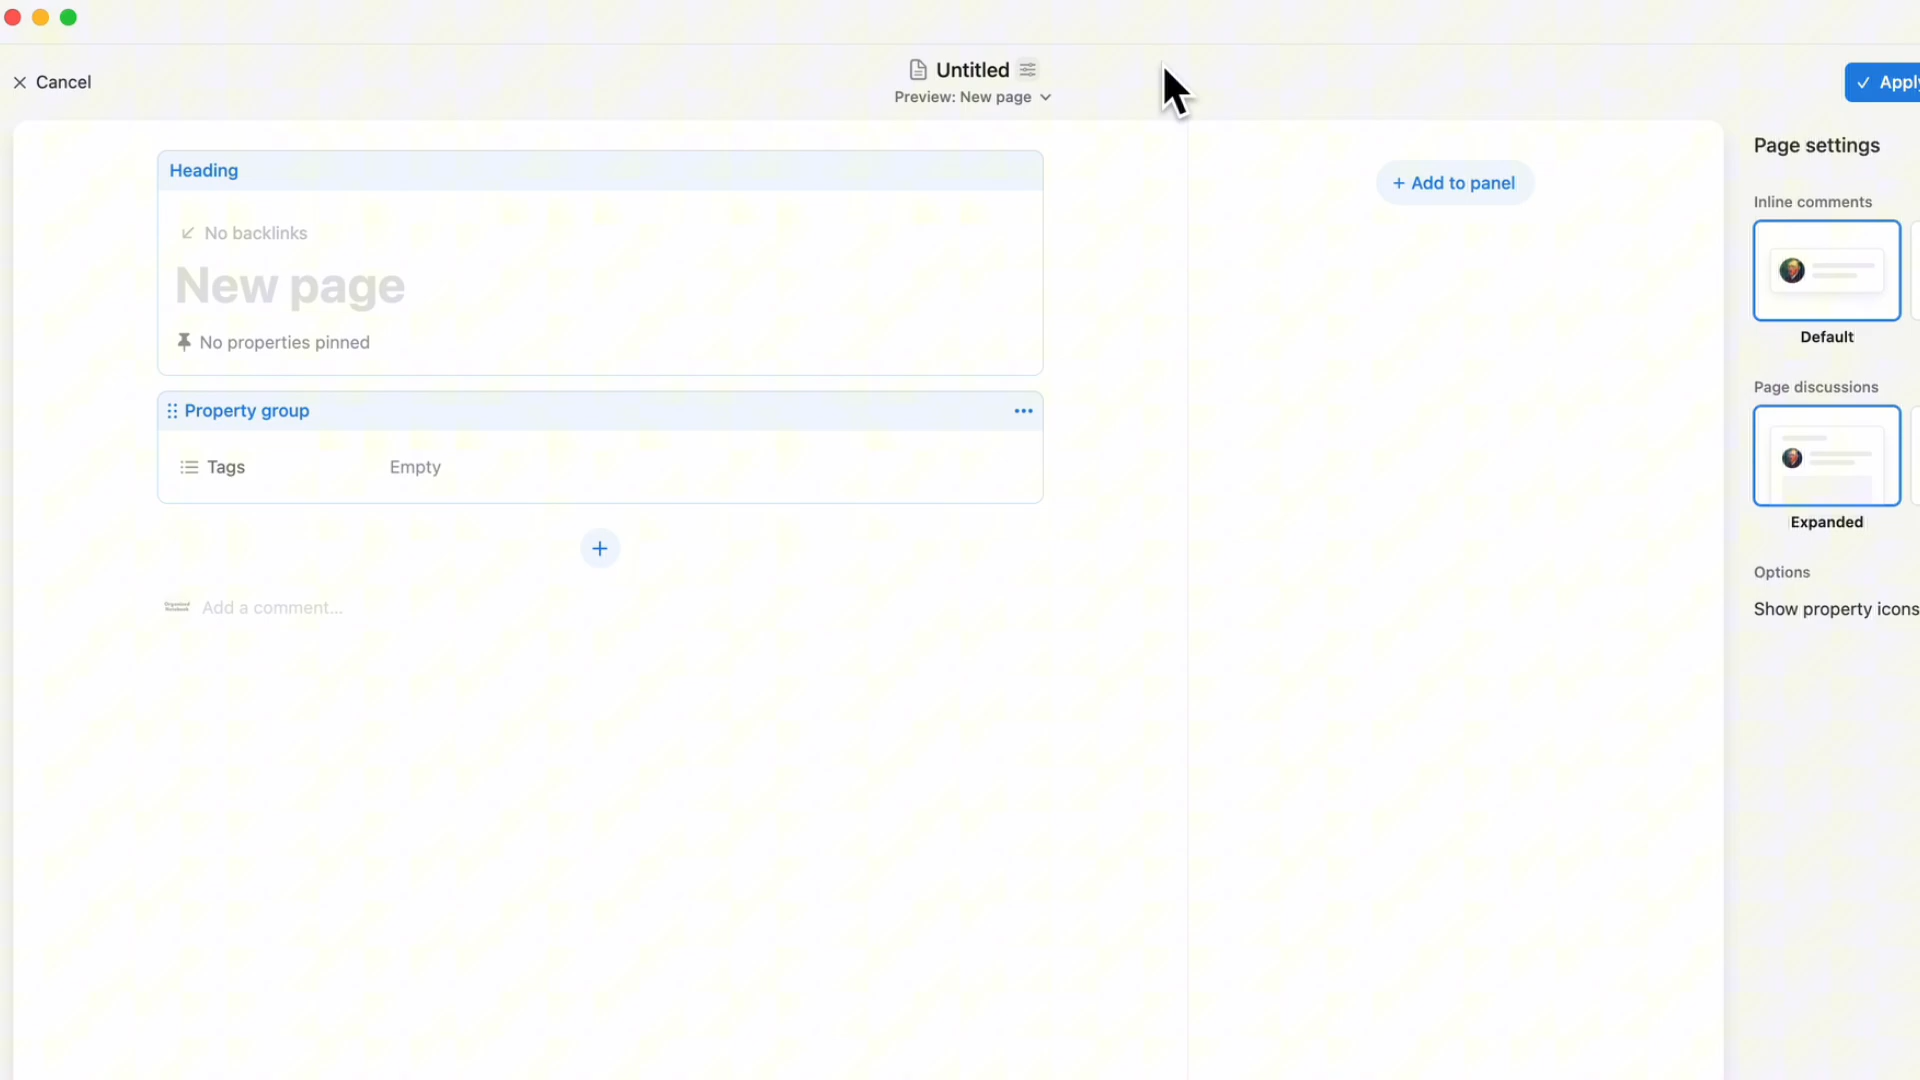 Cancel
Untitled
Preview: New page
Apply
Heading
No backlinks
New page
No properties pinned
Property group
Tags
Empty
Add a comment...
+ Add to panel
Page settings
Inline comments
Default
Page discussions
Expanded
Options
Show property icons